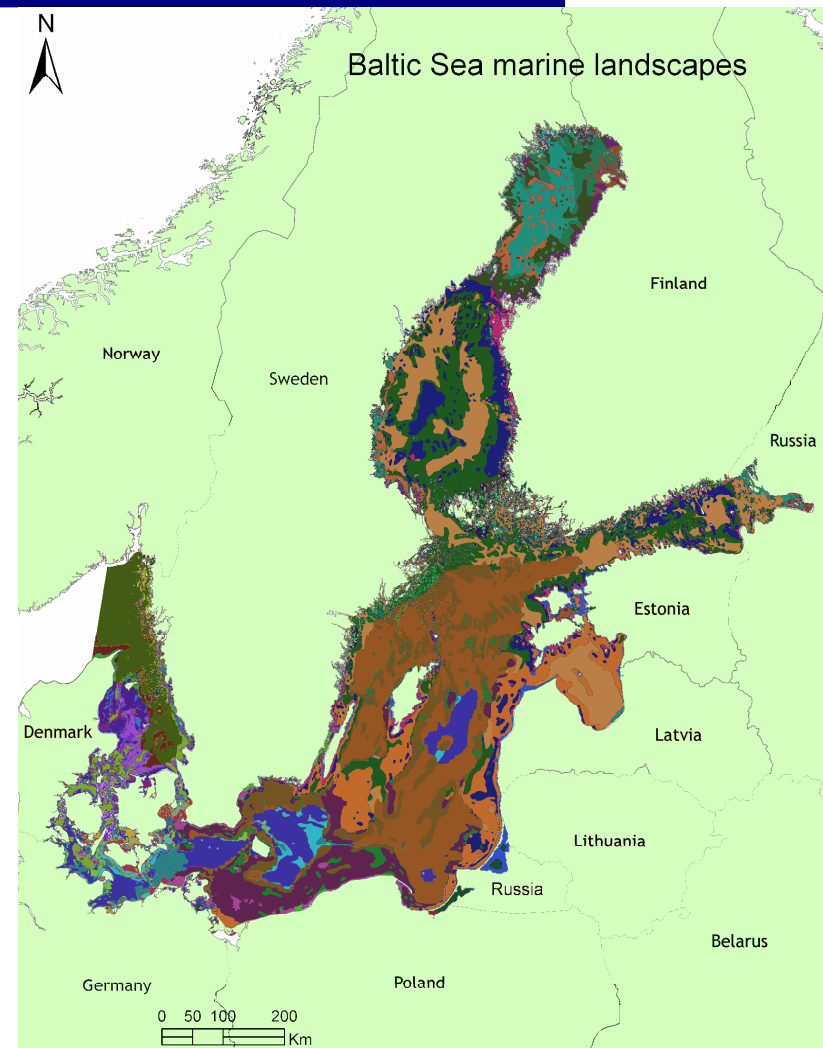 N
Baltic Sea marine landscapes
Finland
Norway
Sweden
Russia
Estonia
Denmark
Latvia
Lithuania
Russia
Belarus
Poland
Germany
0 50 100 200
Km